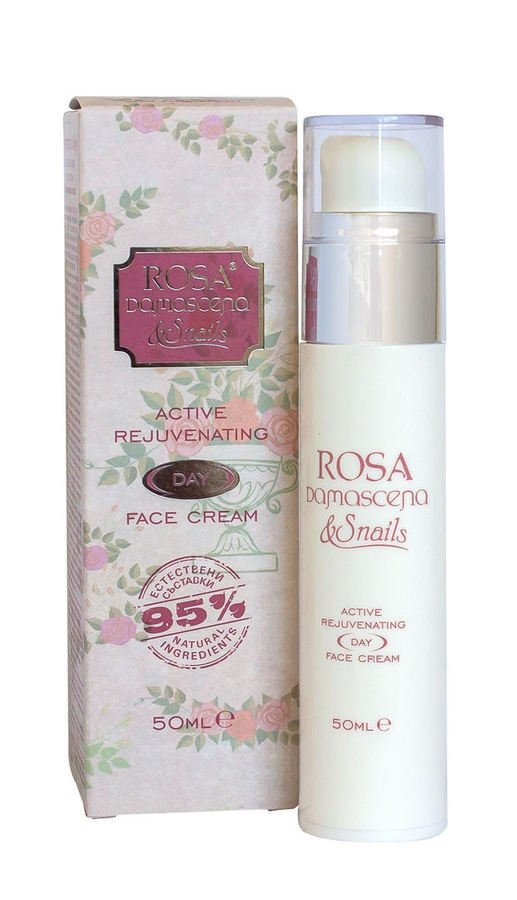 ROSA®
Damascena
& Snails
ACTIVE
REJUVENATING
DAY
FACE CREAM
ЕСТЕСТВЕНИ
СЪСТАВКИ
95%
NATURAL
INGREDIENTS
50ML e
ROSA
Damascena
& Snails
ACTIVE
REJUVENATING
DAY
FACE CREAM
50ML e